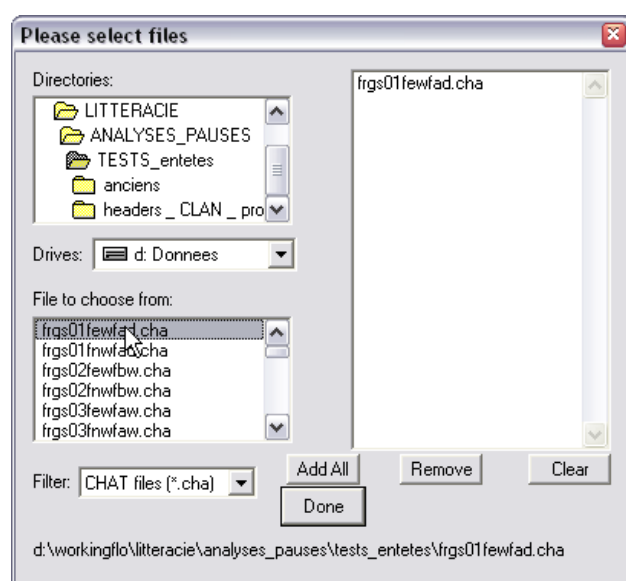 Please select files
Directories:
LITTERACIE
ANALYSES_PAUSES
TESTS_entetes
anciens
headers _ CLAN _ pro
Drives:
d: Donnees
File to choose from:
frgs01fewfad.cha
frgs01fnwfad.cha
frgs02fewfbw.cha
frgs02fnwfbw.cha
frgs03fewfaw.cha
frgs03fnwfaw.cha
Filter:
CHAT files (*.cha)
frgs01fewfad.cha
Add All
Remove
Clear
Done
d:\workingflo\litteracie\analyses_pauses\tests_entetes\frgs01fewfad.cha